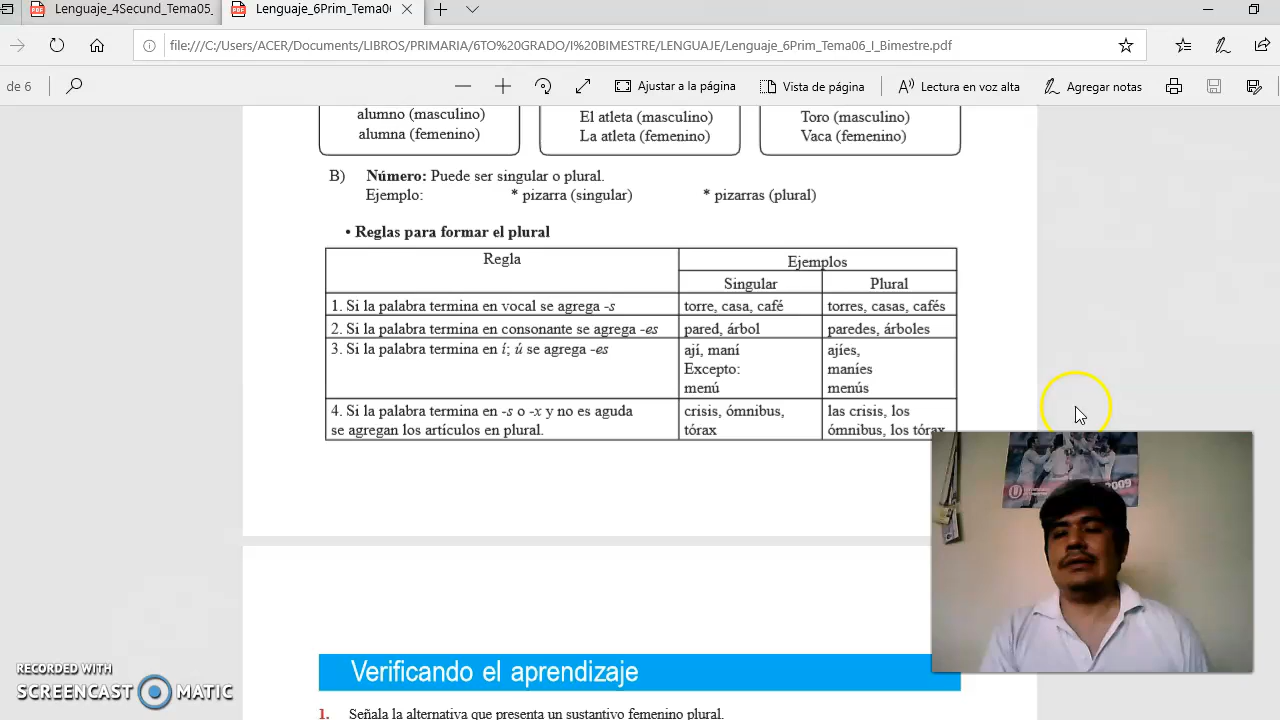 Lenguaje_4Secund_Tema05_
Lenguaje_6Prim_Tema0
file:///C:/Users/ACER/Documents/LIBROS/PRIMARIA/6TO%20GRADO/I%20BIMESTRE/LENGUAJE/Lenguaje_6Prim_Tema06_I_Bimestre.pdf
de 6
Ajustar a la página
Vista de página
Lectura en voz alta
Agregar notas
alumno (masculino)
alumna (femenino)
El atleta (masculino)
La atleta (femenino)
Toro (masculino)
Vaca (femenino)
B) Número: Puede ser singular o plural.
Ejemplo: * pizarra (singular) * pizarras (plural)
• Reglas para formar el plural
Regla
Ejemplos
Singular Plural
1. Si la palabra termina en vocal se agrega -s torre, casa, café torres, casas, cafés
2. Si la palabra termina en consonante se agrega -es pared, árbol paredes, árboles
3. Si la palabra termina en í; ú se agrega -es ají, maní ajíes,
Excepto: maníes
menú menús
4. Si la palabra termina en -s o -x y no es aguda crisis, ómnibus, las crisis, los
se agregan los artículos en plural. tórax ómnibus, los tórax
2009
Verificando el aprendizaje
1. Señala la alternativa que presenta un sustantivo femenino plural.
RECORDED WITH
SCREENCAST MATIC